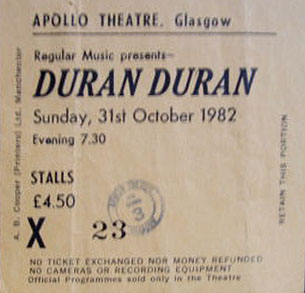 APOLLO THEATRE, Glasgow
Regular Music presents—
DURAN DURAN
Sunday, 31st October 1982
Evening 7.30
STALLS
£4.50
X 23
NO TICKET EXCHANGED NOR MONEY REFUNDED
NO CAMERAS OR RECORDING EQUIPMENT
Official Programmes sold only in the Theatre
A. B. Cooper (Printers) Ltd. Manchester
RETAIN THIS PORTION